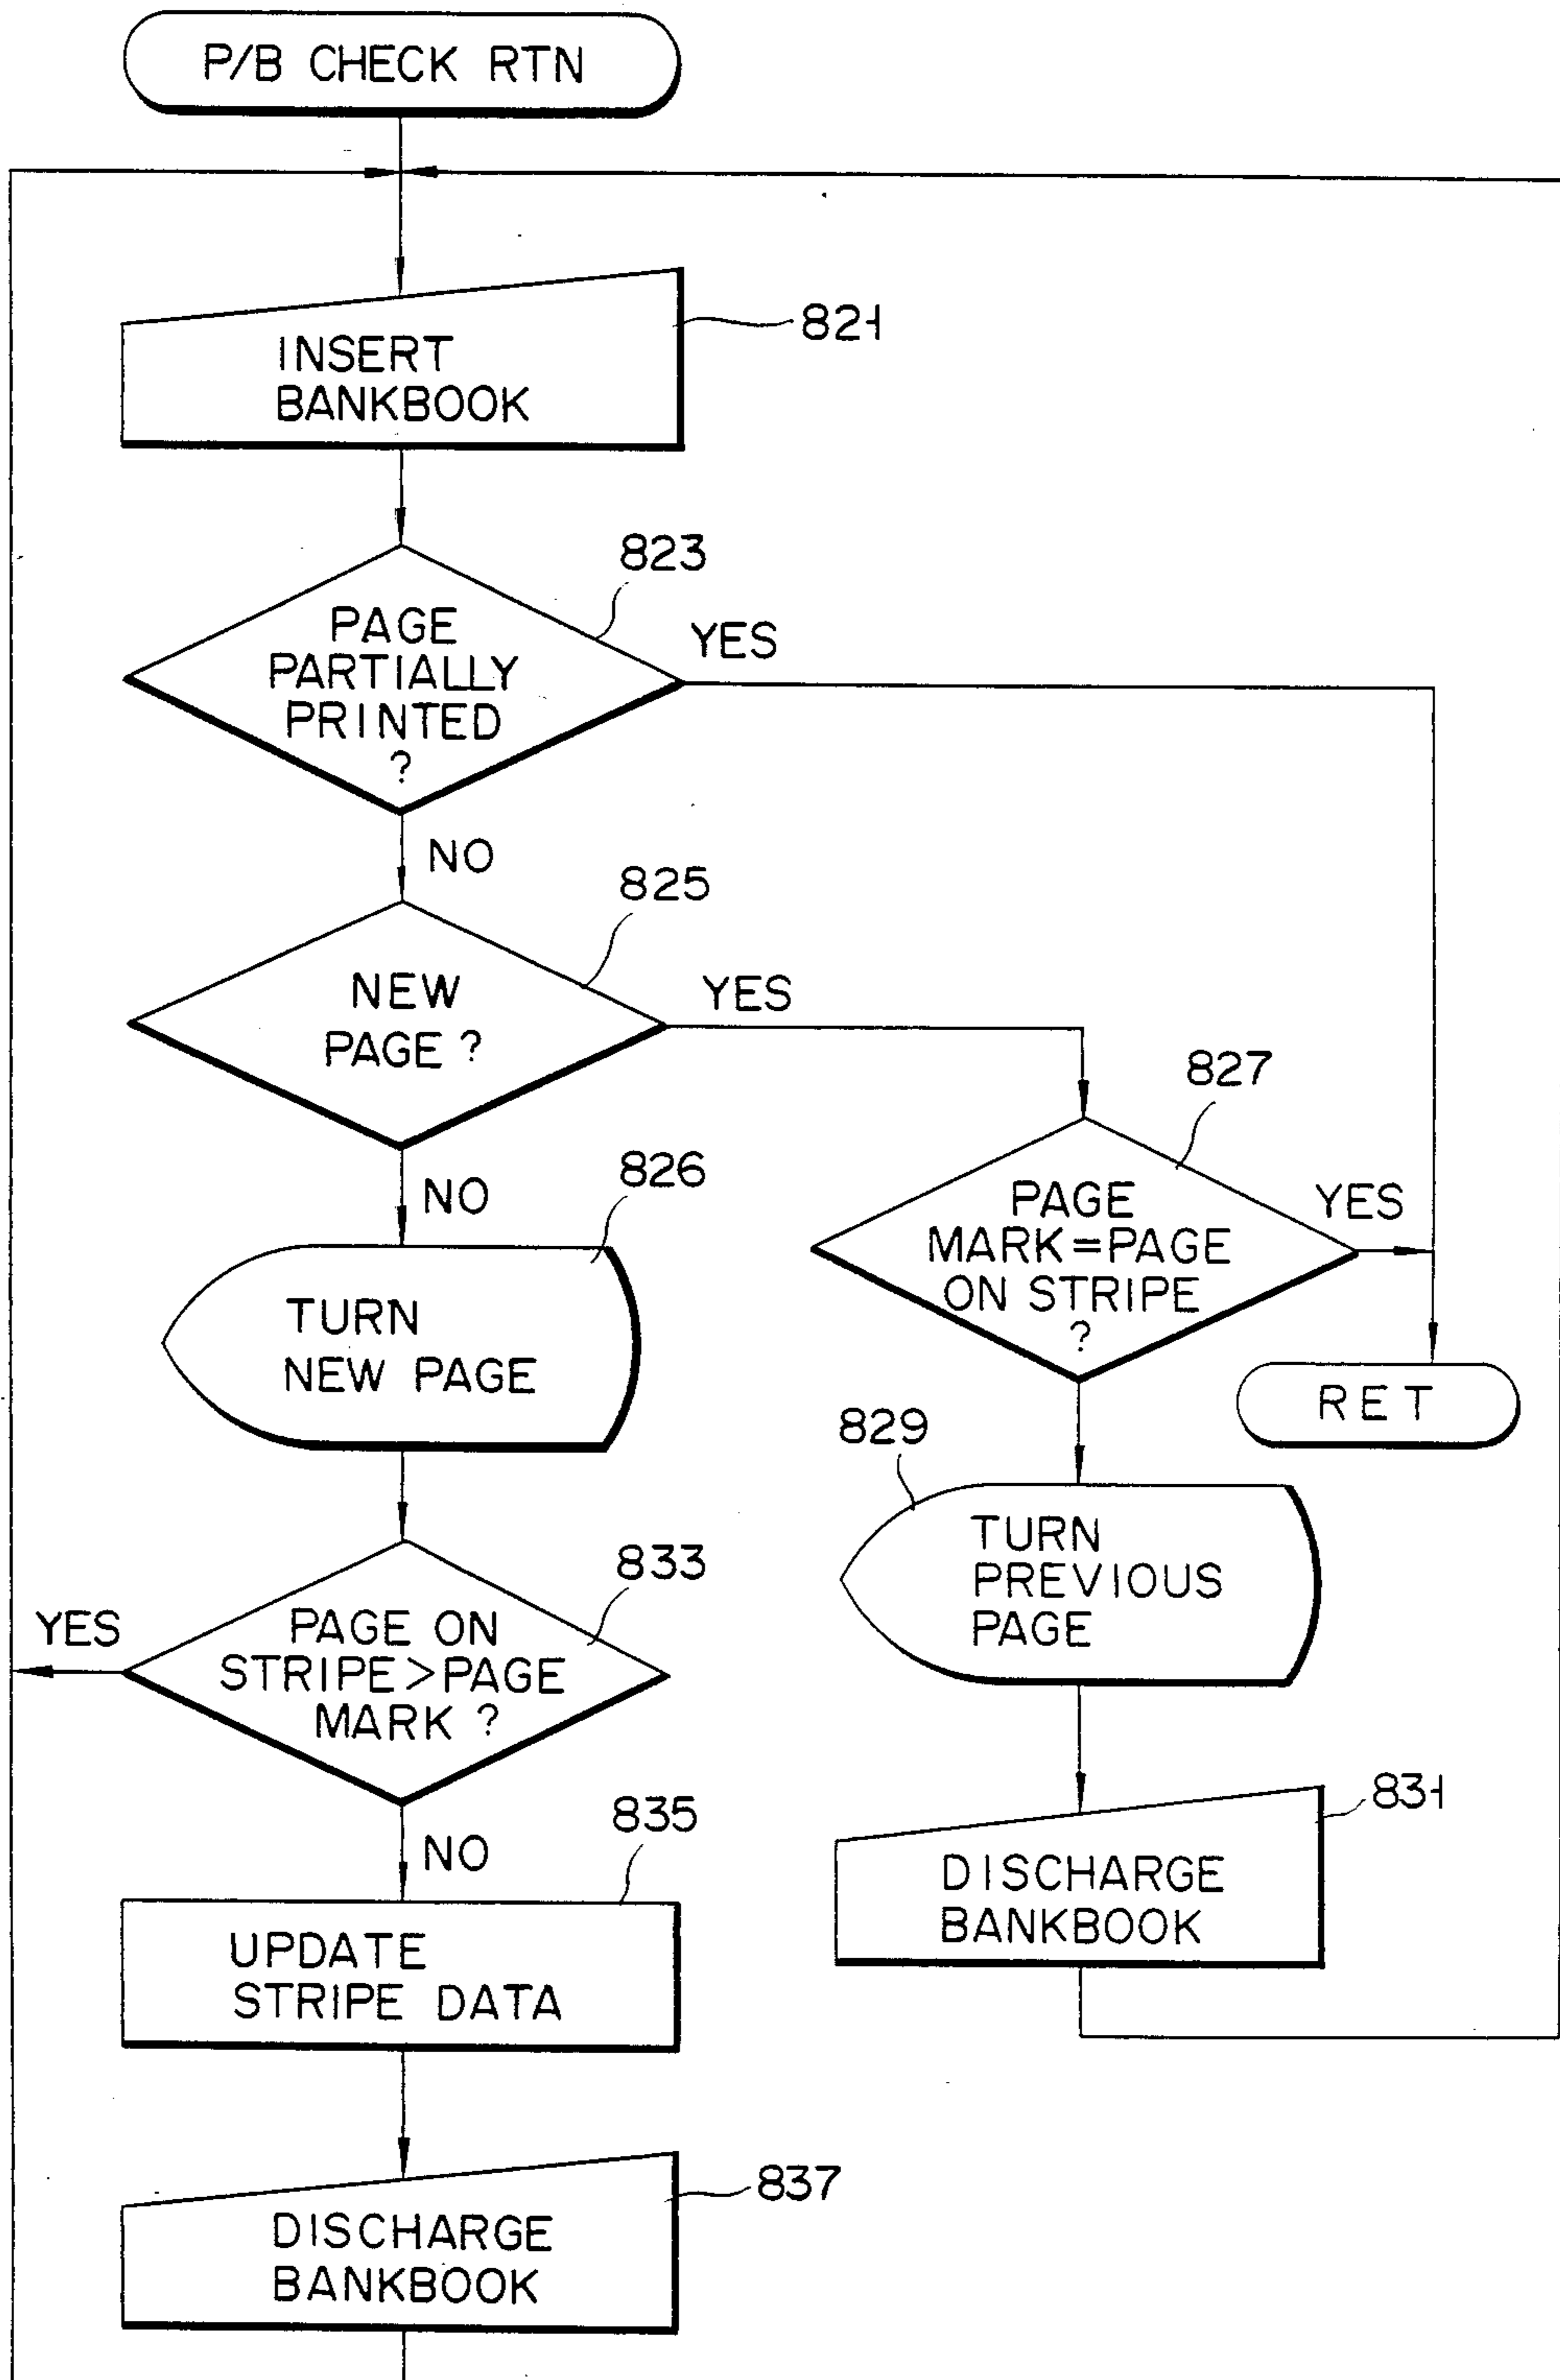 P/B CHECK RTN
INSERT
BANKBOOK
821
823
PAGE
PARTIALLY
PRINTED
?
YES
NO
825
NEW
PAGE ?
YES
NO
826
827
PAGE
MARK=PAGE
ON STRIPE
?
YES
TURN
NEW PAGE
RET
829
TURN
PREVIOUS
PAGE
833
YES
PAGE ON
STRIPE>PAGE
MARK ?
NO
831
DISCHARGE
BANKBOOK
835
UPDATE
STRIPE DATA
837
DISCHARGE
BANKBOOK